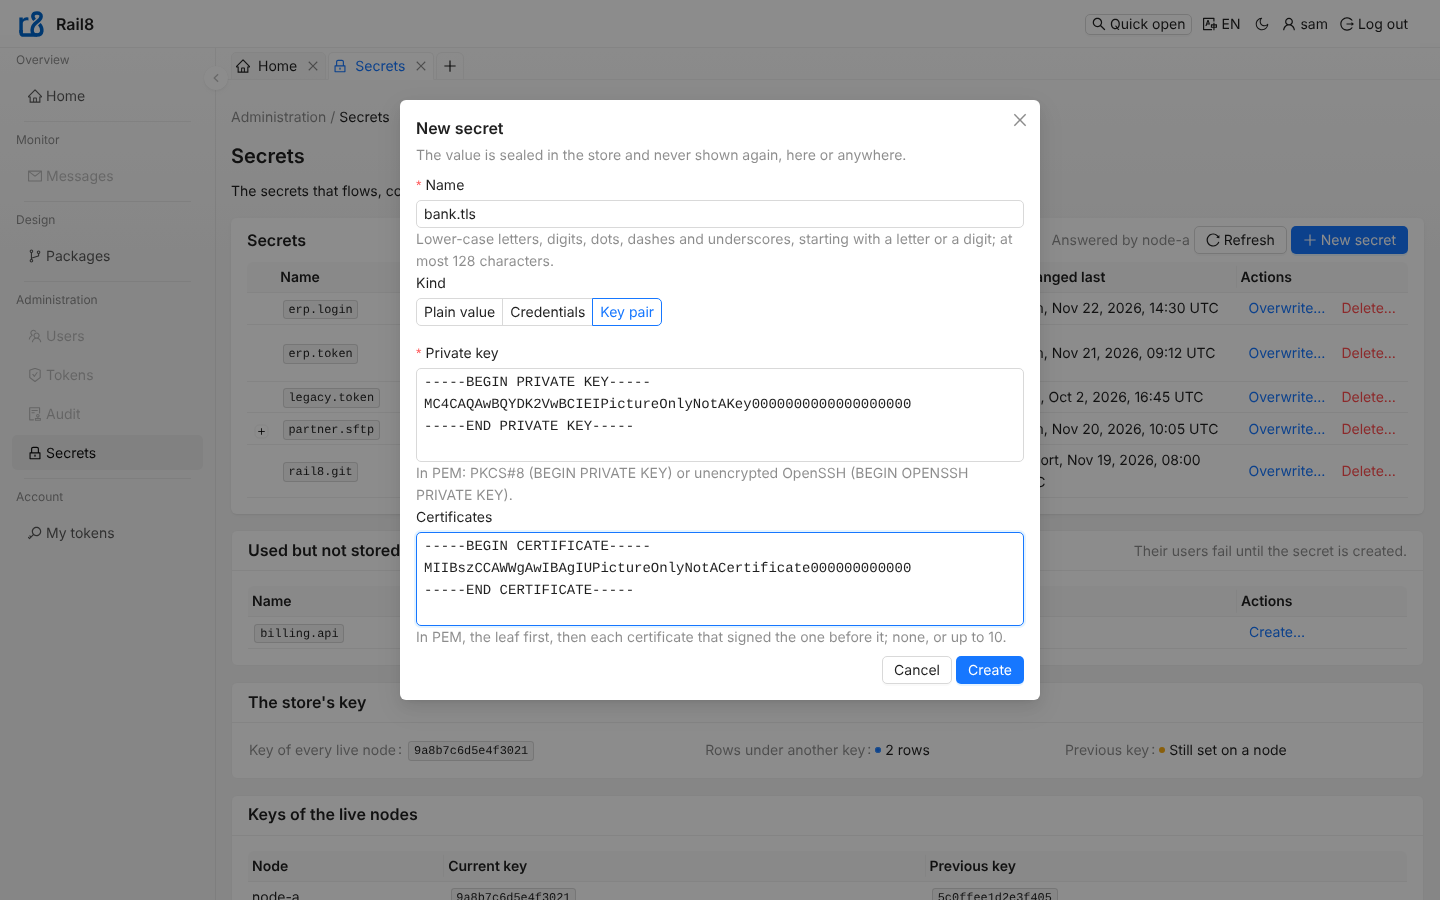 Rail8
Quick open
EN
sam
Log out
Overview
Home
Monitor
Messages
Design
Packages
Administration
Users
Tokens
Audit
Secrets
Account
My tokens
Home
Secrets
Administration / Secrets
Secrets
The secrets that flows, co
Secrets
Answered by node-a
Refresh
New secret
Name
nged last
Actions
erp.login
, Nov 22, 2026, 14:30 UTC
Overwrite...
Delete...
erp.token
, Nov 21, 2026, 09:12 UTC
Overwrite...
Delete...
legacy.token
, Oct 2, 2026, 16:45 UTC
Overwrite...
Delete...
+
partner.sftp
, Nov 20, 2026, 10:05 UTC
Overwrite...
Delete...
rail8.git
ort, Nov 19, 2026, 08:00
Overwrite...
Delete...
New secret
The value is sealed in the store and never shown again, here or anywhere.
* Name
bank.tls
Lower-case letters, digits, dots, dashes and underscores, starting with a letter or a digit; at
most 128 characters.
Kind
Plain value
Credentials
Key pair
* Private key
-----BEGIN PRIVATE KEY-----
MC4CAQAwBQYDK2VwBCIEIPictureOnlyNotAKey0000000000000000000
-----END PRIVATE KEY-----
In PEM: PKCS#8 (BEGIN PRIVATE KEY) or unencrypted OpenSSH (BEGIN OPENSSH
PRIVATE KEY).
Certificates
-----BEGIN CERTIFICATE-----
MIIBszCCAWWgAwIBAgIUPictureOnlyNotACertificate000000000000
-----END CERTIFICATE-----
In PEM, the leaf first, then each certificate that signed the one before it; none, or up to 10.
Cancel
Create
Used but not stored
Their users fail until the secret is created.
Name
Actions
billing.api
Create...
The store's key
Key of every live node: 9a8b7c6d5e4f3021
Rows under another key: 2 rows
Previous key: Still set on a node
Keys of the live nodes
Node
Current key
Previous key
node-a
9a8b7c6d5e4f3021
5c0ffee1d2e3f405